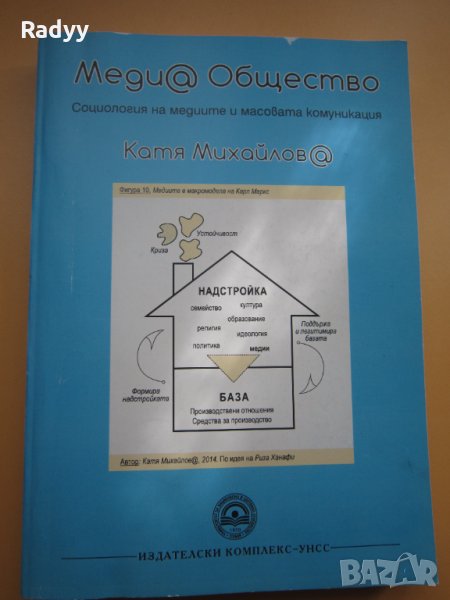 Radyy
Меди@ Общество
Социология на медиите и масовата комуникация
Катя Михайлов@
Фигура 10, Медиите в макромодела на Карл Маркс
Устойчивост
Криза
НАДСТРОЙКА
семейство култура
образование
религия идеология
политика медии
Поддържа
и легитимира
базата
Формира
надстройката
БАЗА
Производствени отношения
Средства за производство
Автор: Катя Михайлов@, 2014. По идея на Риза Ханафи
ИЗДАТЕЛСКИ КОМПЛЕКС-УНСС
BAZAR